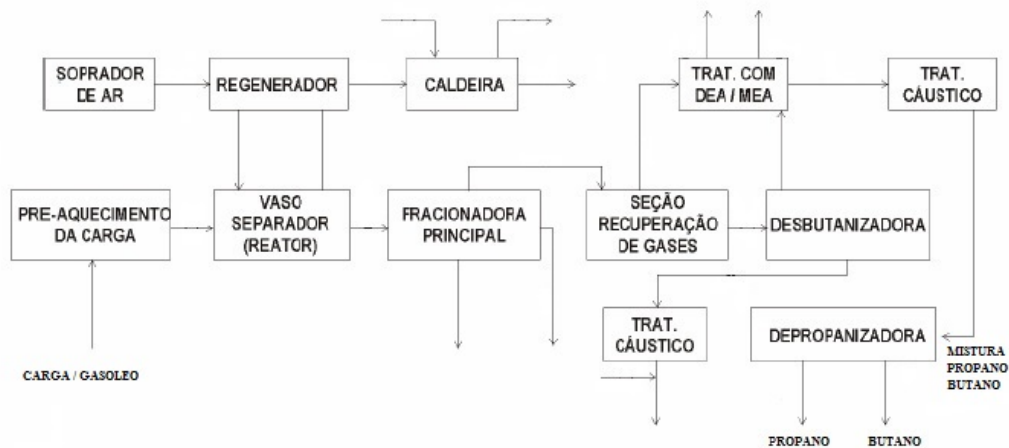 SOPRADOR
DE AR
REGENERADOR
CALDEIRA
TRAT. COM
DEA / MEA
TRAT.
CÁUSTICO
PRE-AQUECIMENTO
DA CARGA
VASO
SEPARADOR
(REATOR)
FRACIONADORA
PRINCIPAL
SEÇÃO
RECUPERAÇÃO
DE GASES
DESBUTANIZADORA
TRAT.
CÁUSTICO
DEPROPANIZADORA
MISTURA
PROPANO
BUTANO
CARGA / GASOLEO
PROPANO
BUTANO